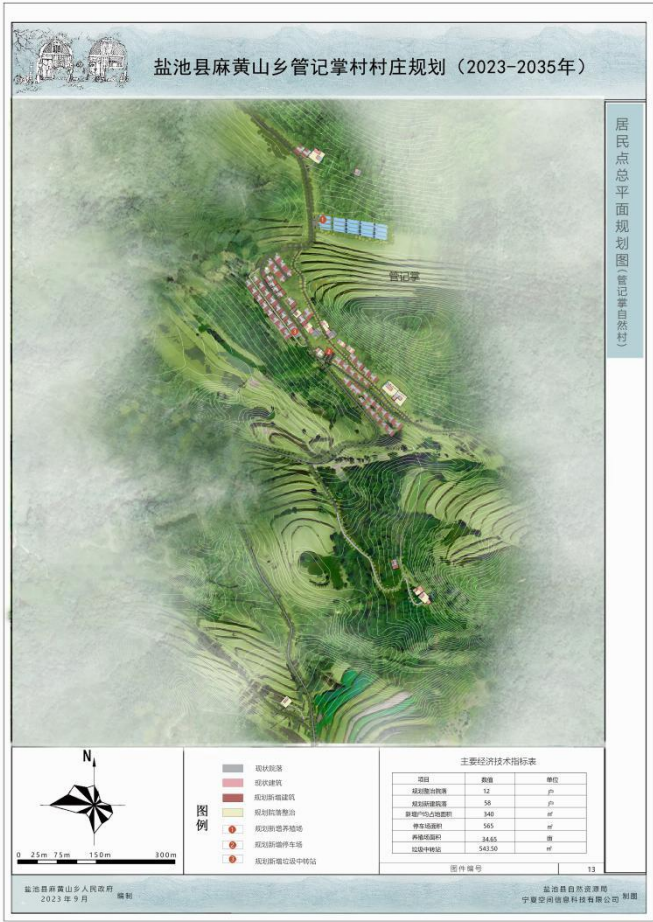 盐池县麻黄山乡管记掌村村庄规划（2023-2035年）
居民点总平面规划图（管记掌自然村）
管记掌
N
0 25m 75m 150m 300m
图例
现状院落
现状建筑
规划新增建筑
规划院落整治
1 规划新增养殖场
2 规划新增停车场
3 规划新增垃圾中转站
主要经济技术指标表
项目 数值 单位
规划整治院落 12 户
规划新建院落 58 户
新增户均占地面积 340 ㎡
停车场面积 565 ㎡
养殖场面积 34.65 亩
垃圾中转站 543.50 ㎡
图件编号 13
盐池县麻黄山乡人民政府
2023年9月
编制
盐池县自然资源局
宁夏空间信息科技有限公司
制图